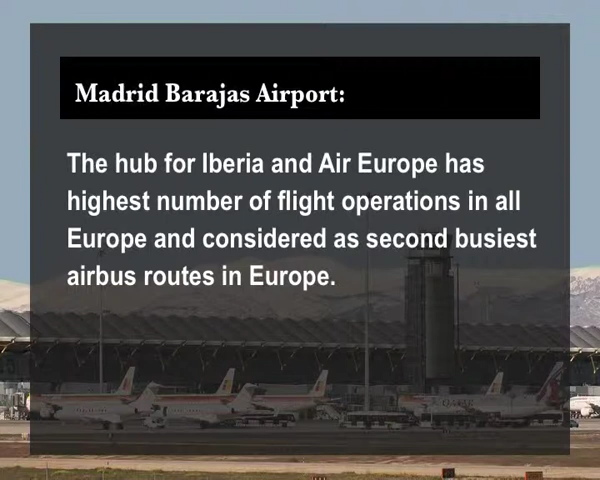 Madrid Barajas Airport:
The hub for Iberia and Air Europe has
highest number of flight operations in all
Europe and considered as second busiest
airbus routes in Europe.
QATAR